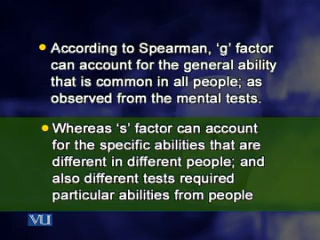 According to Spearman, ‘g’ factor
can account for the general ability
that is common in all people; as
observed from the mental tests.
Whereas ‘s’ factor can account
for the specific abilities that are
different in different people; and
also different tests required
particular abilities from people
VU